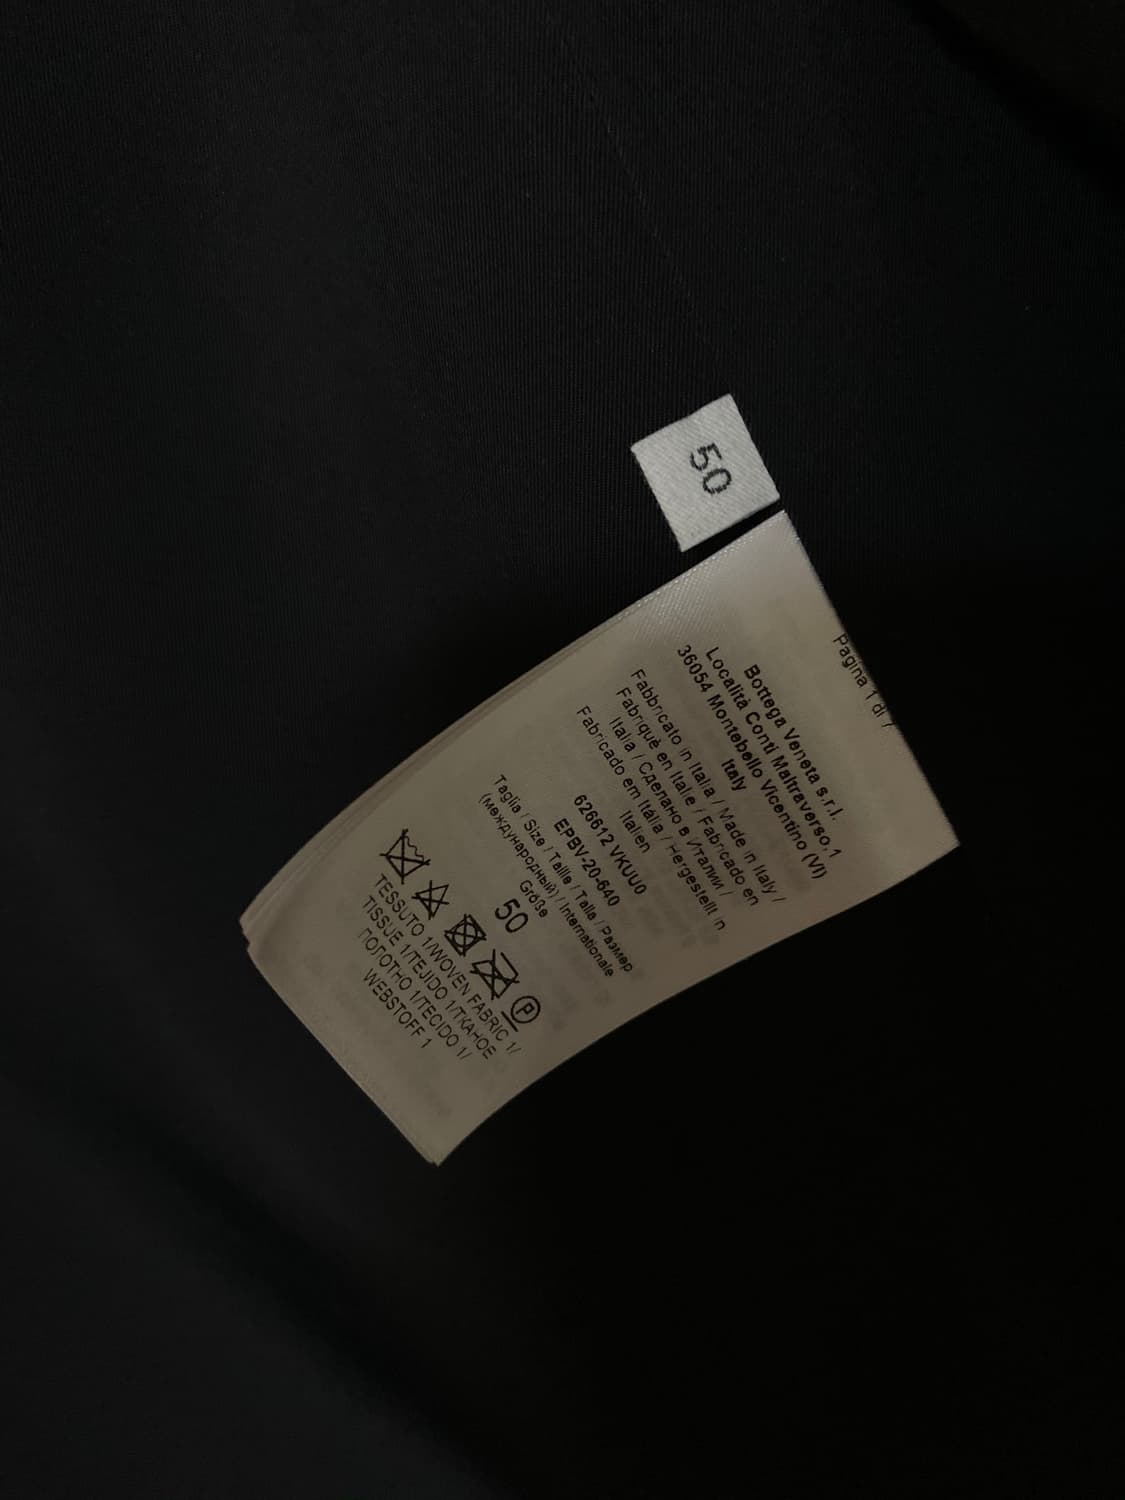 50
Pagina 1 di 7
Bottega Veneta s.r.l.
Località Conti Maltraverso,1
36054 Montebello Vicentino (VI)
Italy
Fabbricato in Italia / Made in Italy /
Fabriqué en Italie / Fabricado en
Italia / Сделано в Италии /
Fabricado em Itália / Hergestellt in
Italien
626612 VKUU0
EPBV-20-640
Taglia / Size / Taille / Talla / Размер
(международный) / Internationale
Größe
50
P
TESSUTO 1/WOVEN FABRIC 1/
TISSUE 1/TEJIDO 1/ТКАНОЕ
ПОЛОТНО 1/TECIDO 1/
WEBSTOFF 1